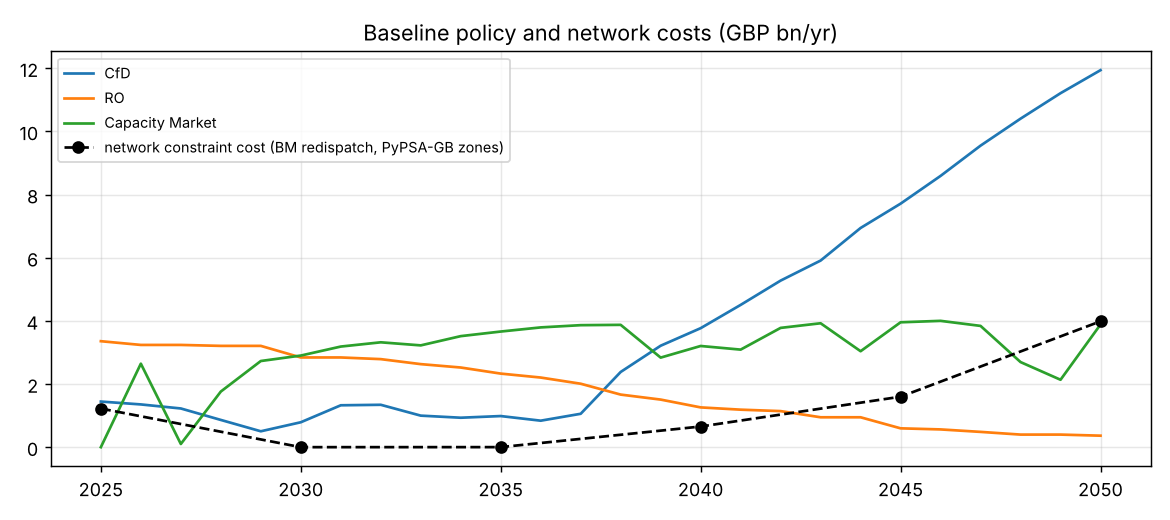 Baseline policy and network costs (GBP bn/yr)
CfD
RO
Capacity Market
network constraint cost (BM redispatch, PyPSA-GB zones)
12
10
8
6
4
2
0
2025 2030 2035 2040 2045 2050